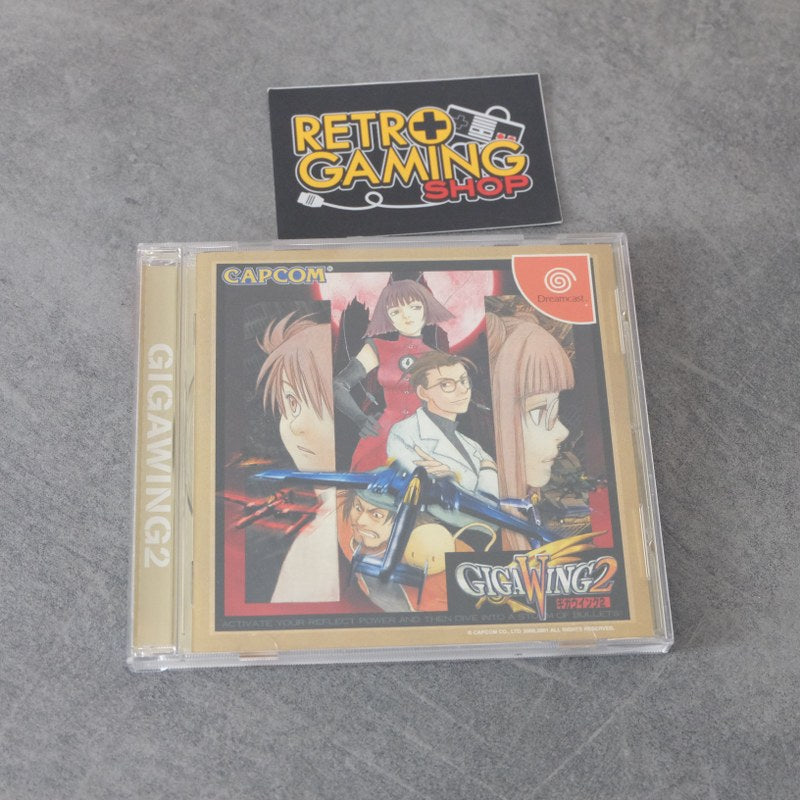 RETRO
GAMING
SHOP
CAPCOM
Dreamcast
GIGAWING2
GIGAWING2
ギガウイング2
ACTIVATE YOUR REFLECT POWER AND THEN DIVE INTO A STORM OF BULLETS
© CAPCOM CO., LTD 2000,2001 ALL RIGHTS RESERVED.